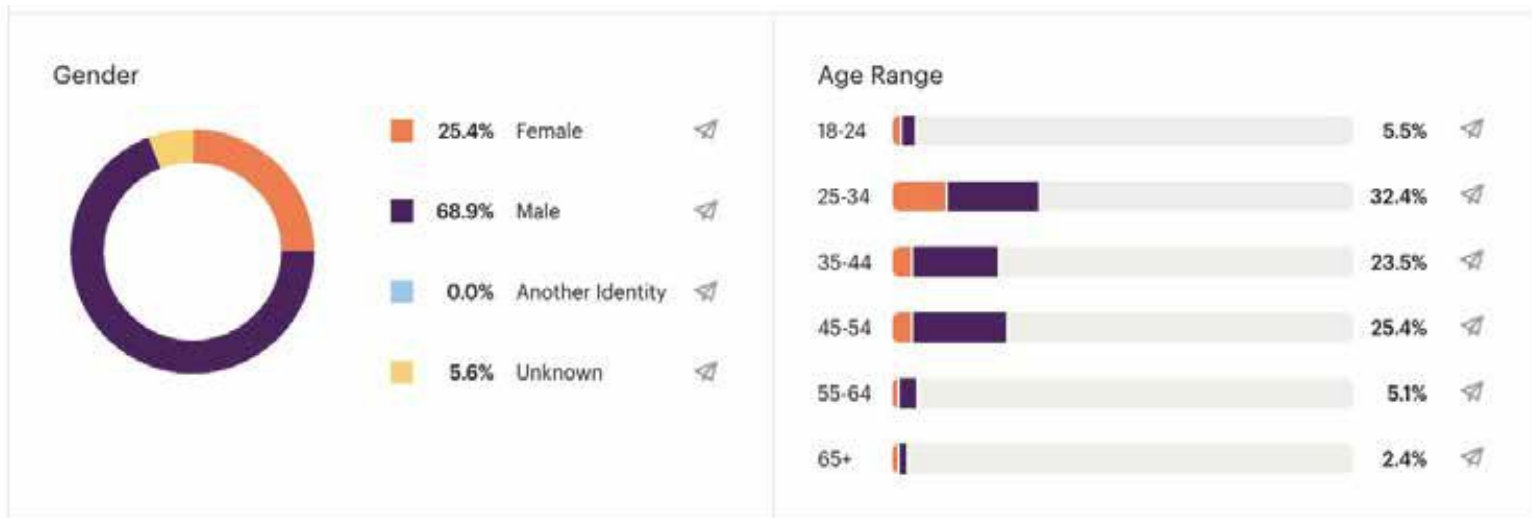 Gender
25.4% Female
68.9% Male
0.0% Another Identity
5.6% Unknown
Age Range
18-24 5.5%
25-34 32.4%
35-44 23.5%
45-54 25.4%
55-64 5.1%
65+ 2.4%